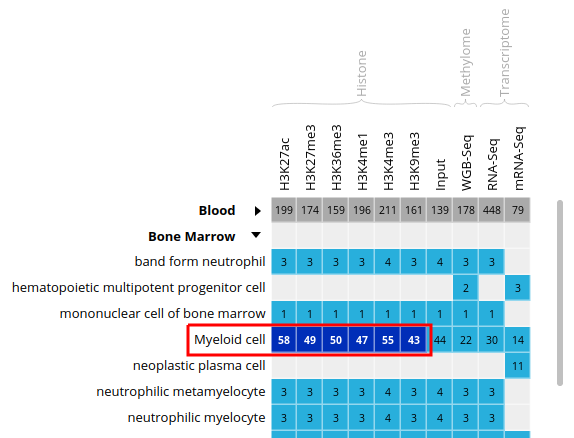 Histone Methylome Transcriptome
H3K27ac H3K27me3 H3K36me3 H3K4me1 H3K4me3 H3K9me3 Input WGB-Seq RNA-Seq mRNA-Seq
Blood 199 174 159 196 211 161 139 178 448 79
Bone Marrow
band form neutrophil 3 3 3 3 4 3 4 3 3
hematopoietic multipotent progenitor cell 2 3
mononuclear cell of bone marrow 1 1 1 1 1 1 1 1 1
Myeloid cell 58 49 50 47 55 43 44 22 30 14
neoplastic plasma cell 11
neutrophilic metamyelocyte 3 3 3 3 4 3 4 3 3
neutrophilic myelocyte 3 3 3 3 4 3 4 3 3